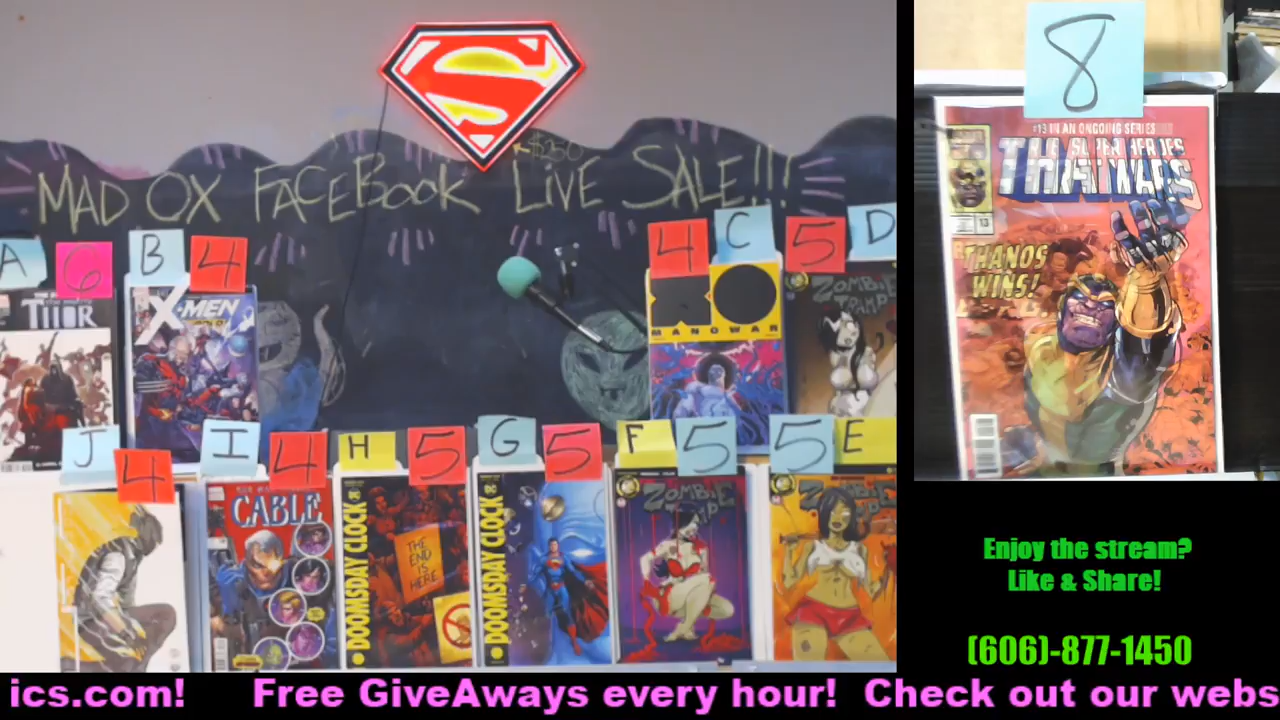 $250
MAD OX FACEBOOK LIVE SALE!!!
A
6
B
4
4
C
5
D
THOR
X-MEN
MANOWAR
ZOMBIE
TRAMP
J
4
I
4
H
5
G
5
F
5
5
E
CABLE
DOOMSDAY CLOCK
THE
END
IS
HERE
DOOMSDAY CLOCK
ZOMBIE
TRAMP
8
#13 IN AN ONGOING SERIES
THANOS
WINS!
13
Enjoy the stream?
Like & Share!
(606)-877-1450
ics.com! Free GiveAways every hour! Check out our webs